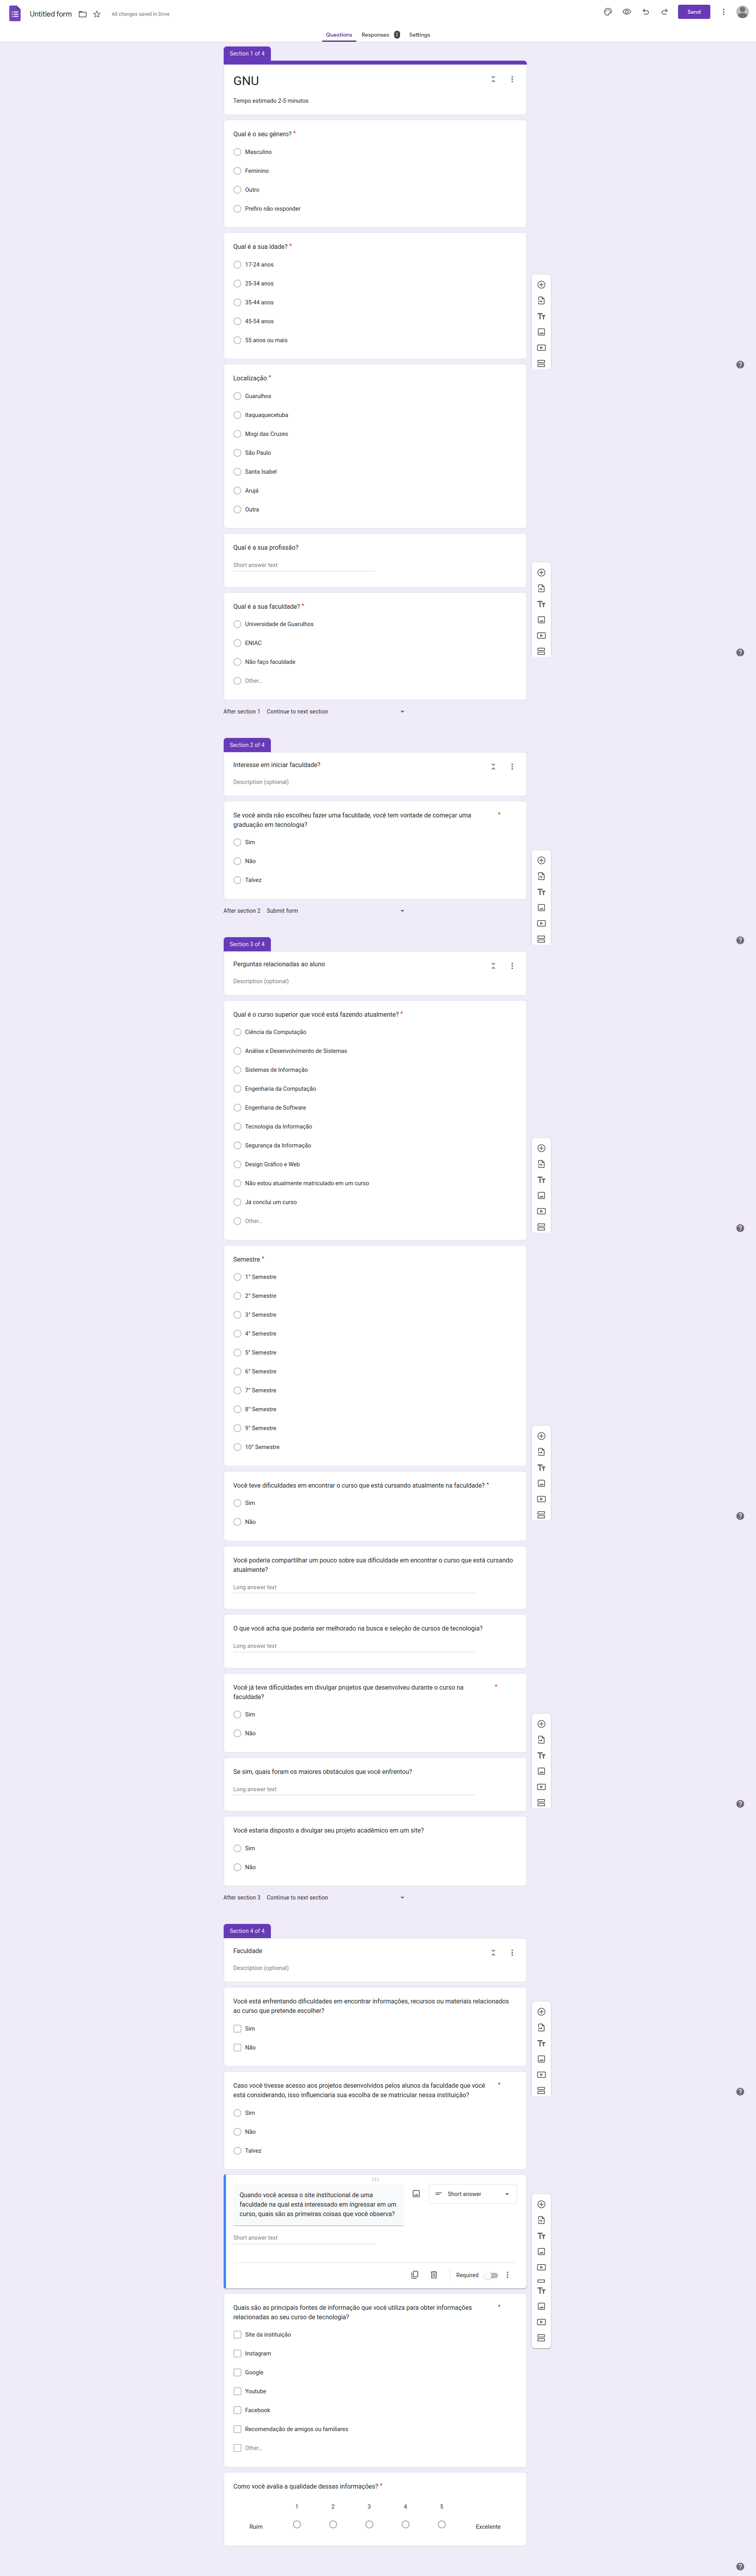 Untitled form
All changes saved in Drive
Send
Questions
Responses
2
Settings
Section 1 of 4
GNU
Tempo estimado 2-5 minutos
Qual é o seu gênero? *
Masculino
Feminino
Outro
Prefiro não responder
Qual é a sua idade? *
17-24 anos
25-34 anos
35-44 anos
45-54 anos
55 anos ou mais
Localização *
Guarulhos
Itaquaquecetuba
Mogi das Cruzes
São Paulo
Santa Isabel
Arujá
Outra
Qual é a sua profissão?
Short answer text
Qual é a sua faculdade? *
Universidade de Guarulhos
ENIAC
Não faço faculdade
Other...
After section 1 Continue to next section
Section 2 of 4
Interesse em iniciar faculdade?
Description (optional)
Se você ainda não escolheu fazer uma faculdade, você tem vontade de começar uma *
graduação em tecnologia?
Sim
Não
Talvez
After section 2 Submit form
Section 3 of 4
Perguntas relacionadas ao aluno
Description (optional)
Qual é o curso superior que você está fazendo atualmente? *
Ciência da Computação
Análise e Desenvolvimento de Sistemas
Sistemas de Informação
Engenharia da Computação
Engenharia de Software
Tecnologia da Informação
Segurança da Informação
Design Gráfico e Web
Não estou atualmente matriculado em um curso
Já conclui um curso
Other...
Semestre *
1° Semestre
2° Semestre
3° Semestre
4° Semestre
5° Semestre
6° Semestre
7° Semestre
8° Semestre
9° Semestre
10° Semestre
Você teve dificuldades em encontrar o curso que está cursando atualmente na faculdade? *
Sim
Não
Você poderia compartilhar um pouco sobre sua dificuldade em encontrar o curso que está cursando
atualmente?
Long answer text
O que você acha que poderia ser melhorado na busca e seleção de cursos de tecnologia?
Long answer text
Você já teve dificuldades em divulgar projetos que desenvolveu durante o curso na *
faculdade?
Sim
Não
Se sim, quais foram os maiores obstáculos que você enfrentou?
Long answer text
Você estaria disposto a divulgar seu projeto acadêmico em um site?
Sim
Não
After section 3 Continue to next section
Section 4 of 4
Faculdade
Description (optional)
Você está enfrentando dificuldades em encontrar informações, recursos ou materiais relacionados
ao curso que pretende escolher?
Sim
Não
Caso você tivesse acesso aos projetos desenvolvidos pelos alunos da faculdade que você *
está considerando, isso influenciaria sua escolha de se matricular nessa instituição?
Sim
Não
Talvez
Quando você acessa o site institucional de uma
faculdade na qual está interessado em ingressar em um
curso, quais são as primeiras coisas que você observa?
Short answer
Short answer text
Required
Quais são as principais fontes de informação que você utiliza para obter informações *
relacionadas ao seu curso de tecnologia?
Site da instituição
Instagram
Google
Youtube
Facebook
Recomendação de amigos ou familiares
Other...
Como você avalia a qualidade dessas informações? *
1 2 3 4 5
Ruim Excelente